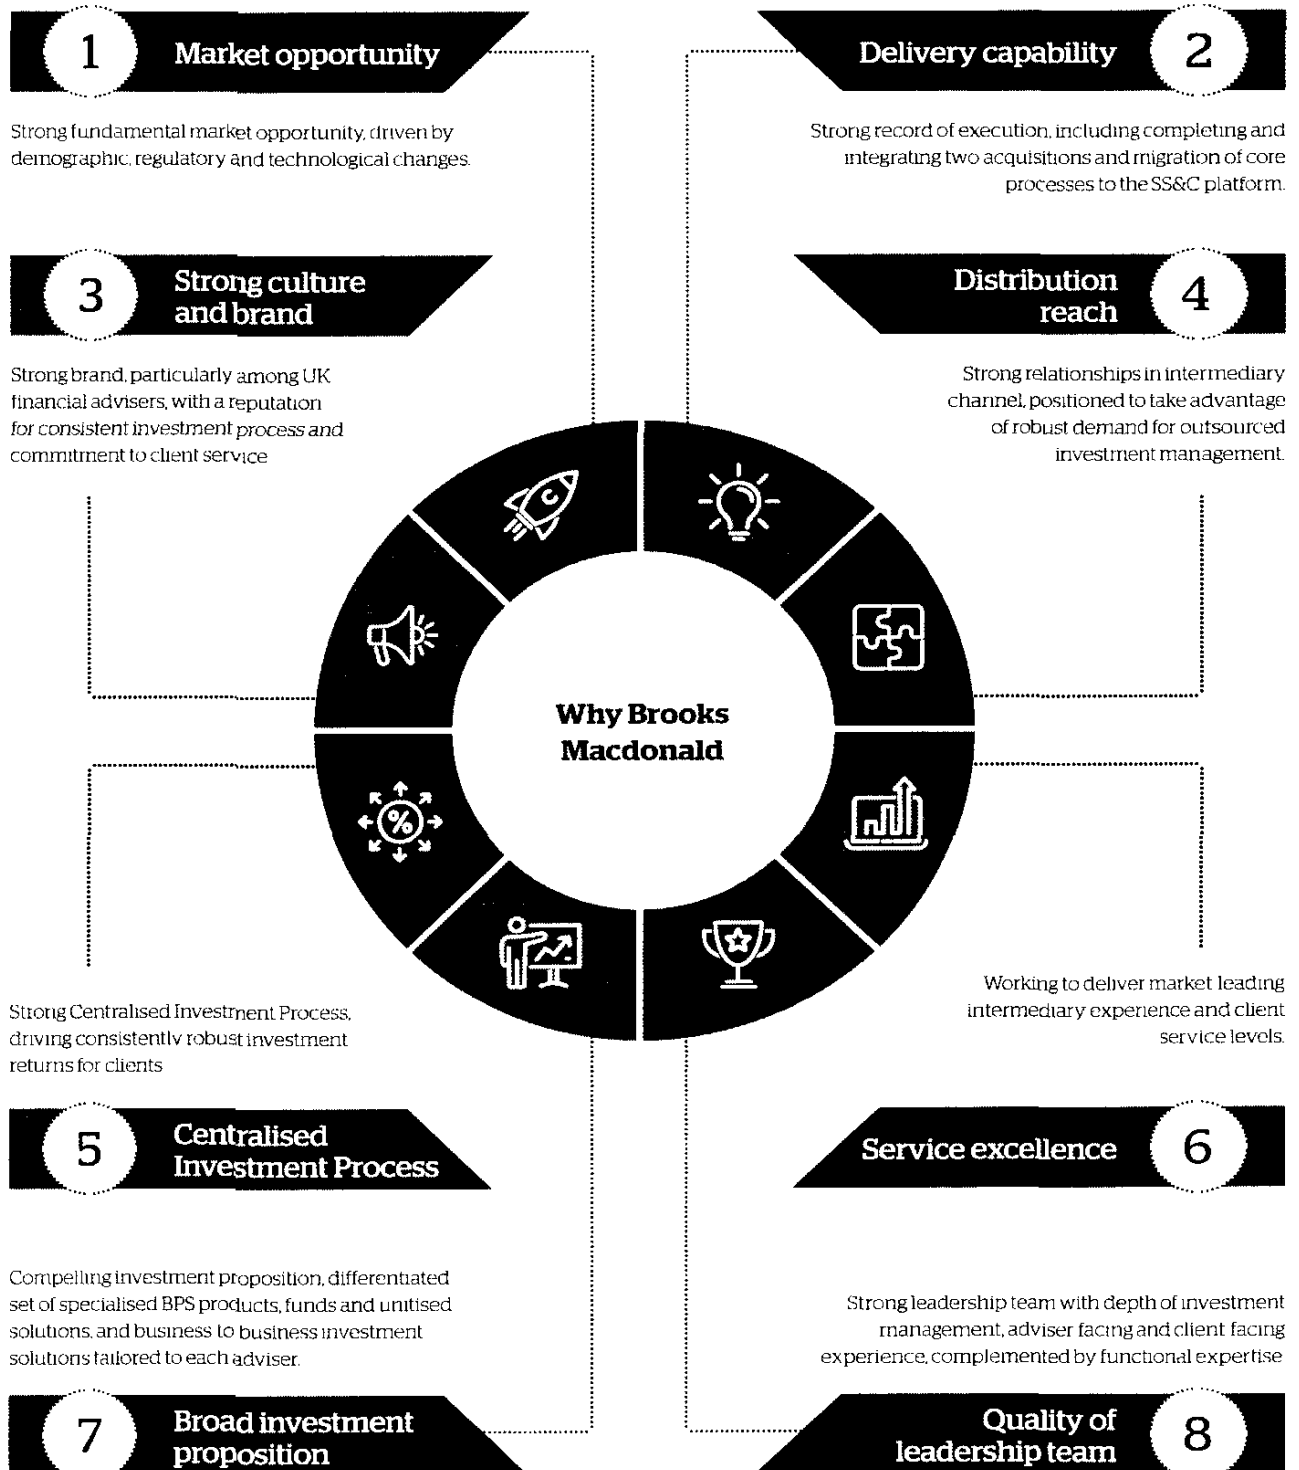 1
Market opportunity
Strong fundamental market opportunity, driven by
demographic, regulatory and technological changes.
2
Delivery capability
Strong record of execution, including completing and
integrating two acquisitions and migration of core
processes to the SS&C platform.
3
Strong culture
and brand
Strong brand, particularly among UK
financial advisers, with a reputation
for consistent investment process and
commitment to client service
4
Distribution
reach
Strong relationships in intermediary
channel, positioned to take advantage
of robust demand for outsourced
investment management.
C
Why Brooks
Macdonald
%
Strong Centralised Investment Process,
driving consistently robust investment
returns for clients
5
Centralised
Investment Process
Working to deliver market leading
intermediary experience and client
service levels.
6
Service excellence
Compelling investment proposition, differentiated
set of specialised BPS products, funds and unitised
solutions, and business to business investment
solutions tailored to each adviser.
7
Broad investment
proposition
Strong leadership team with depth of investment
management, adviser facing and client facing
experience, complemented by functional expertise
8
Quality of
leadership team